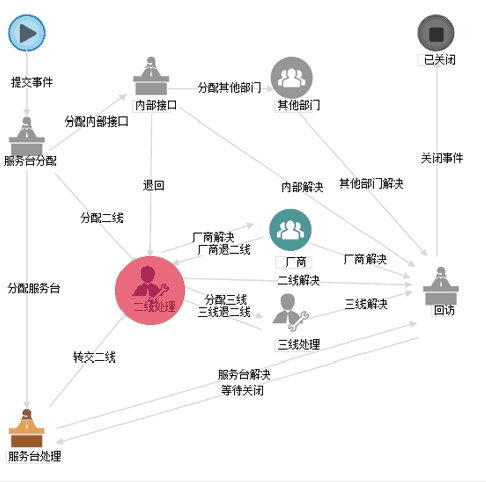 已关闭
提交事件
内部接口
分配其他部门
其他部门
分配内部接口
服务台分配
关闭事件
退回
内部解决
其他部门解决
分配二线
厂商解决
厂商退二线
厂商
厂商解决
分配服务台
二线处理
二线解决
分配三线
三线退二线
三线解决
回访
三线处理
转交二线
服务台解决
等待关闭
服务台处理